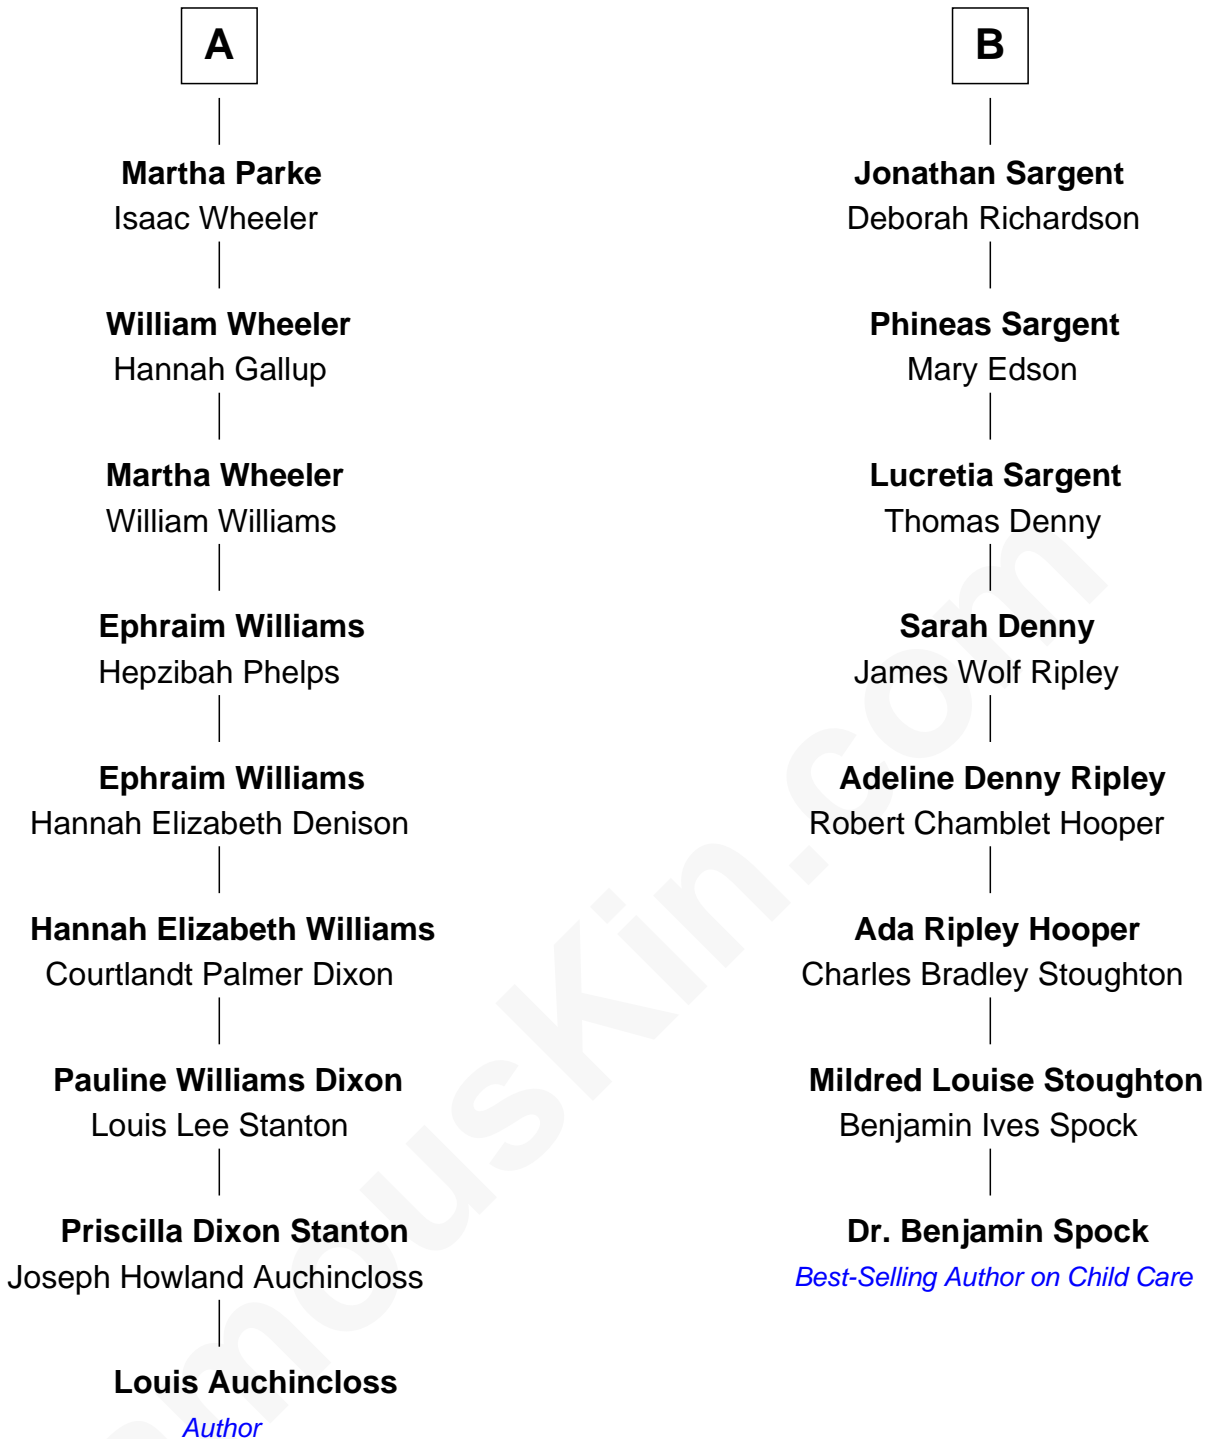 A
Martha Parke
Isaac Wheeler
William Wheeler
Hannah Gallup
Martha Wheeler
William Williams
Ephraim Williams
Hepzibah Phelps
Ephraim Williams
Hannah Elizabeth Denison
Hannah Elizabeth Williams
Courtlandt Palmer Dixon
Pauline Williams Dixon
Louis Lee Stanton
Priscilla Dixon Stanton
Joseph Howland Auchincloss
Louis Auchincloss
Author
B
Jonathan Sargent
Deborah Richardson
Phineas Sargent
Mary Edson
Lucretia Sargent
Thomas Denny
Sarah Denny
James Wolf Ripley
Adeline Denny Ripley
Robert Chamblet Hooper
Ada Ripley Hooper
Charles Bradley Stoughton
Mildred Louise Stoughton
Benjamin Ives Spock
Dr. Benjamin Spock
Best-Selling Author on Child Care
amousKin.com